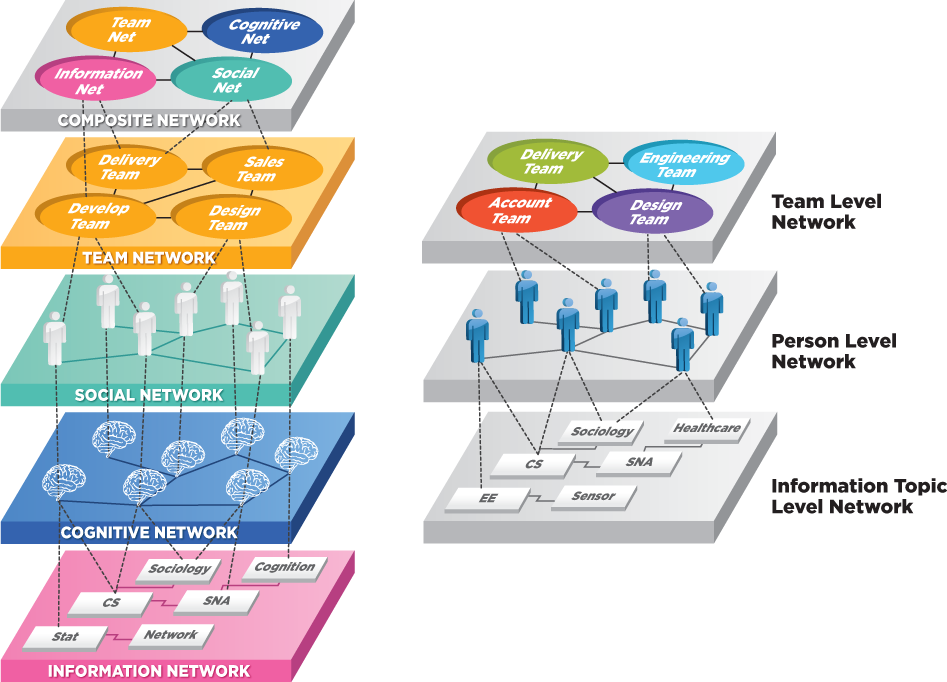 Team
Net
Cognitive
Net
Information
Net
Social
Net
COMPOSITE NETWORK
Delivery
Team
Sales
Team
Develop
Team
Design
Team
TEAM NETWORK
SOCIAL NETWORK
COGNITIVE NETWORK
Sociology
Cognition
CS
SNA
Stat
Network
INFORMATION NETWORK
Delivery
Team
Engineering
Team
Account
Team
Design
Team
Team Level
Network
Person Level
Network
Sociology
Healthcare
CS
SNA
EE
Sensor
Information Topic
Level Network